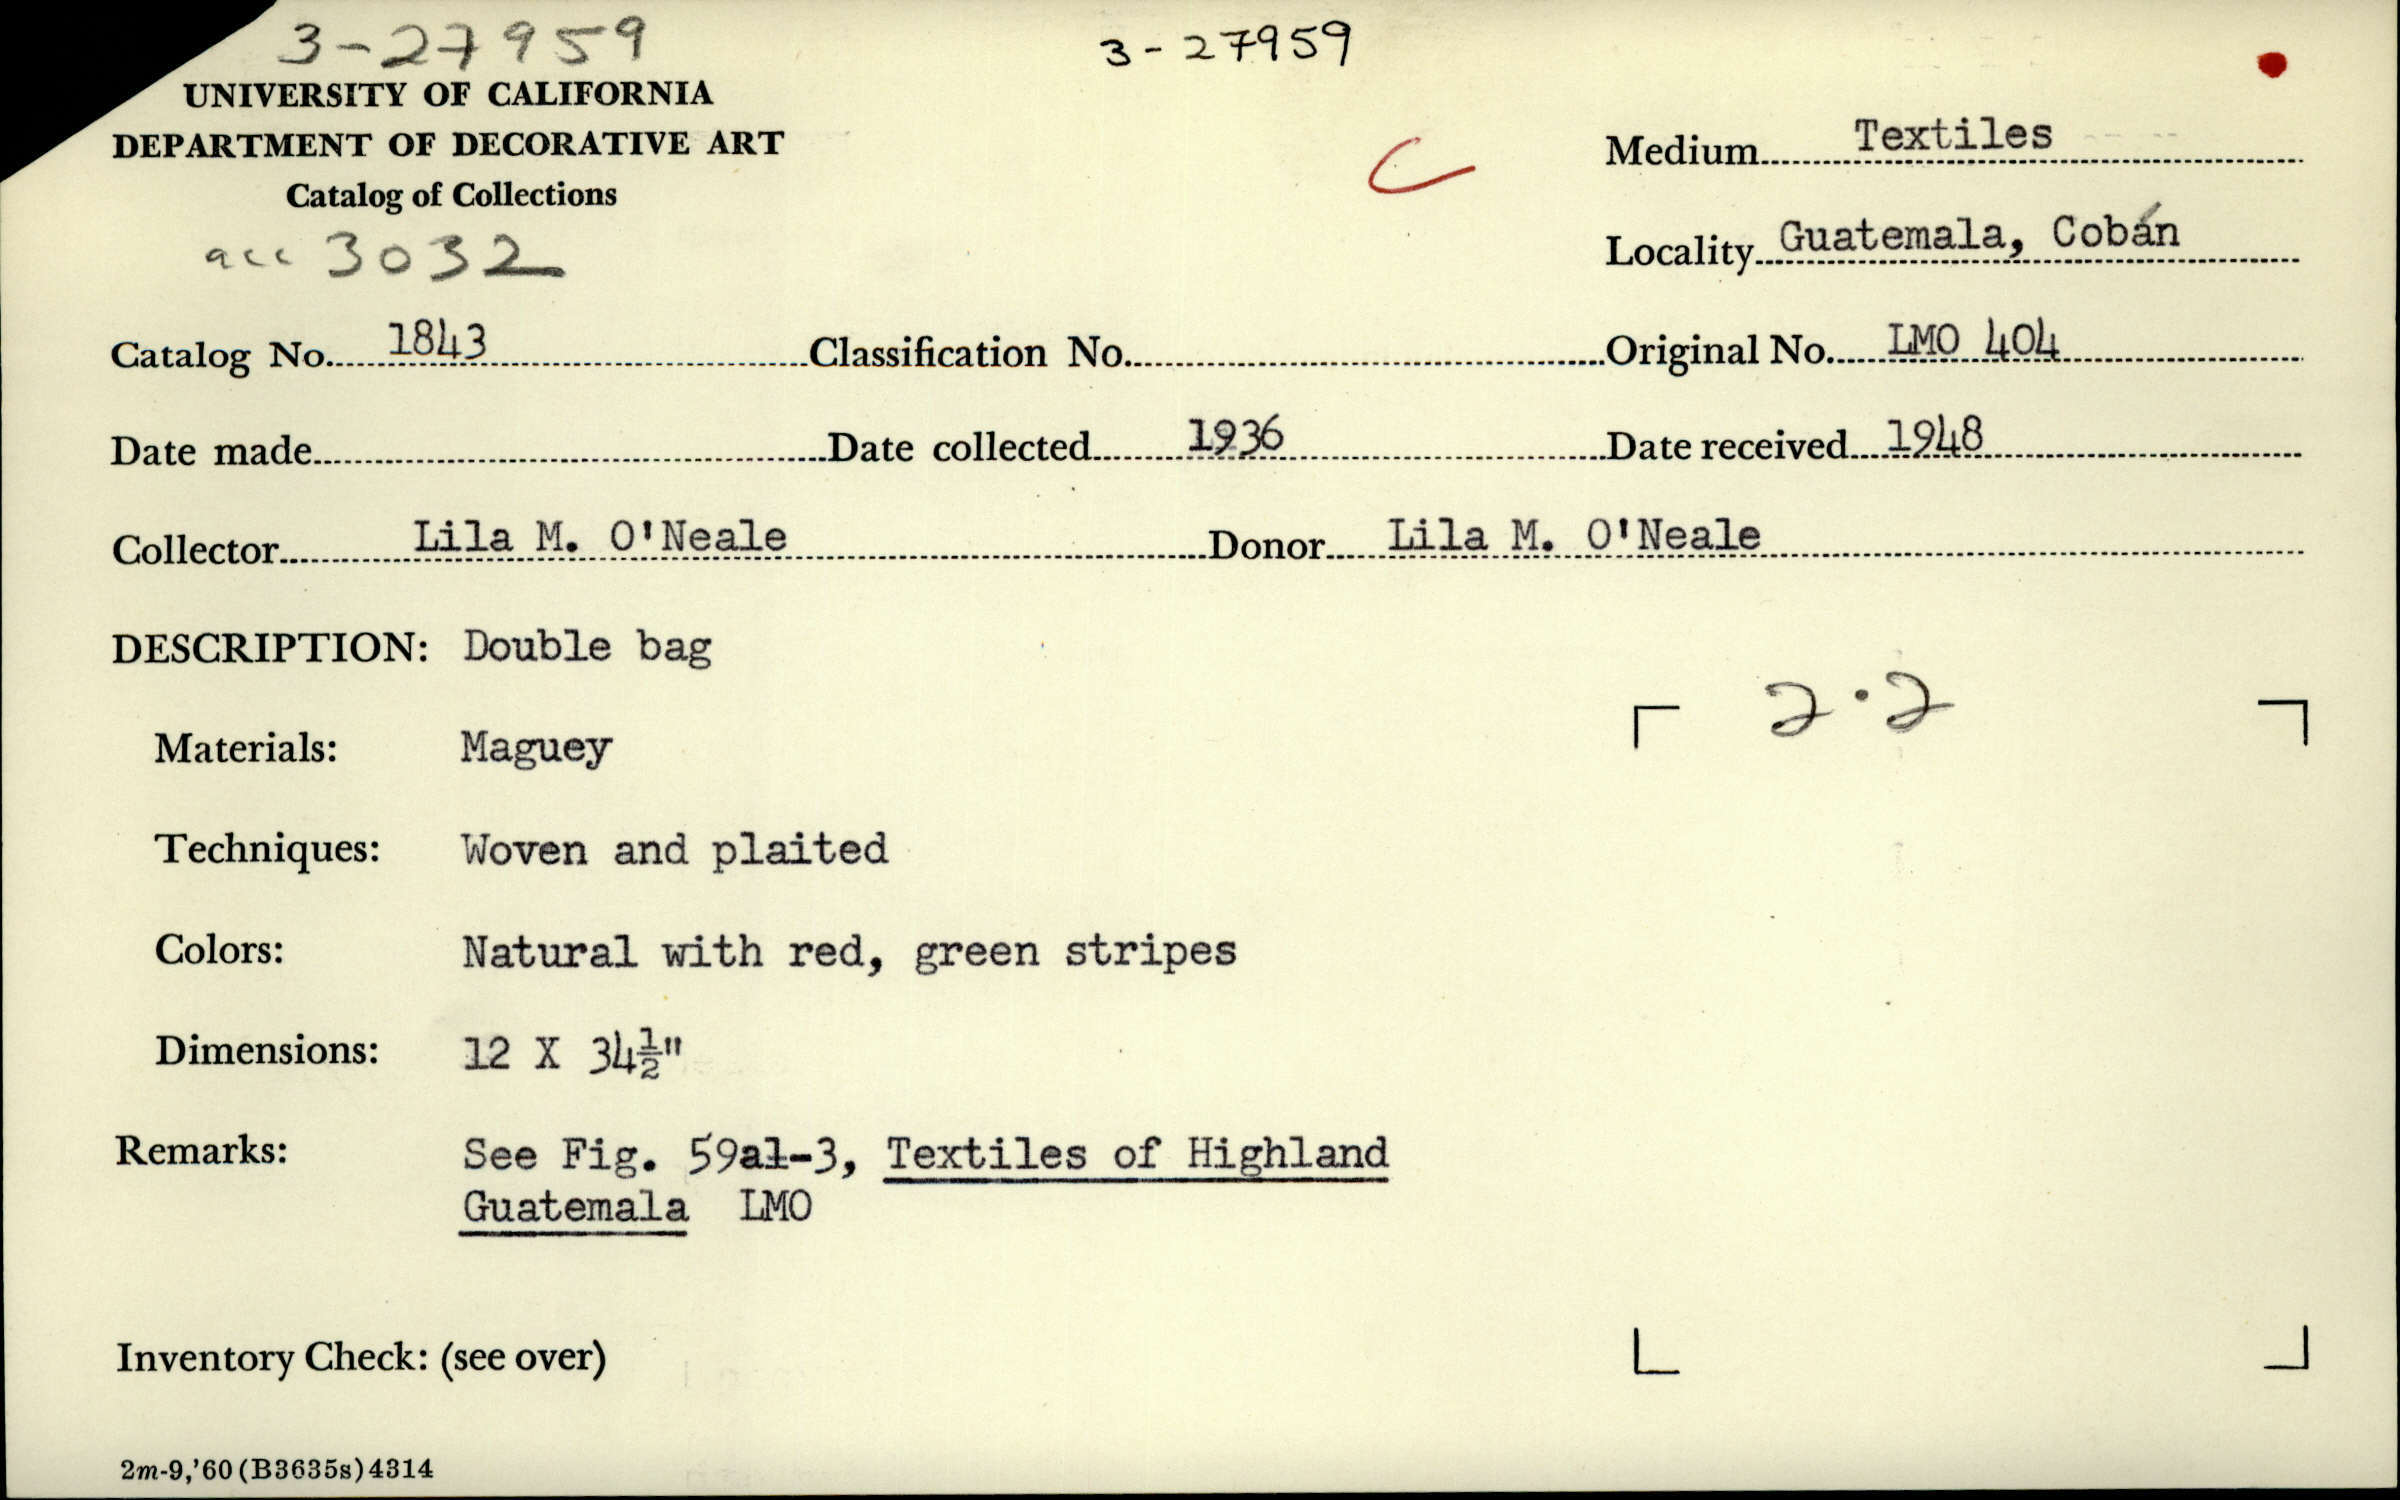 3-27959
3-27959
UNIVERSITY OF CALIFORNIA
DEPARTMENT OF DECORATIVE ART
Catalog of Collections
acc 3032
C
Medium Textiles
Locality Guatemala, Cobán
Catalog No. 1843 Classification No. Original No. LMO 404
Date made Date collected 1936 Date received 1948
Collector Lila M. O'Neale Donor Lila M. O'Neale
DESCRIPTION: Double bag
2·2
Materials: Maguey
Techniques: Woven and plaited
Colors: Natural with red, green stripes
Dimensions: 12 X 34½"
Remarks: See Fig. 59a1-3, Textiles of Highland
Guatemala LMO
Inventory Check: (see over)
2m-9,'60(B3635s)4314